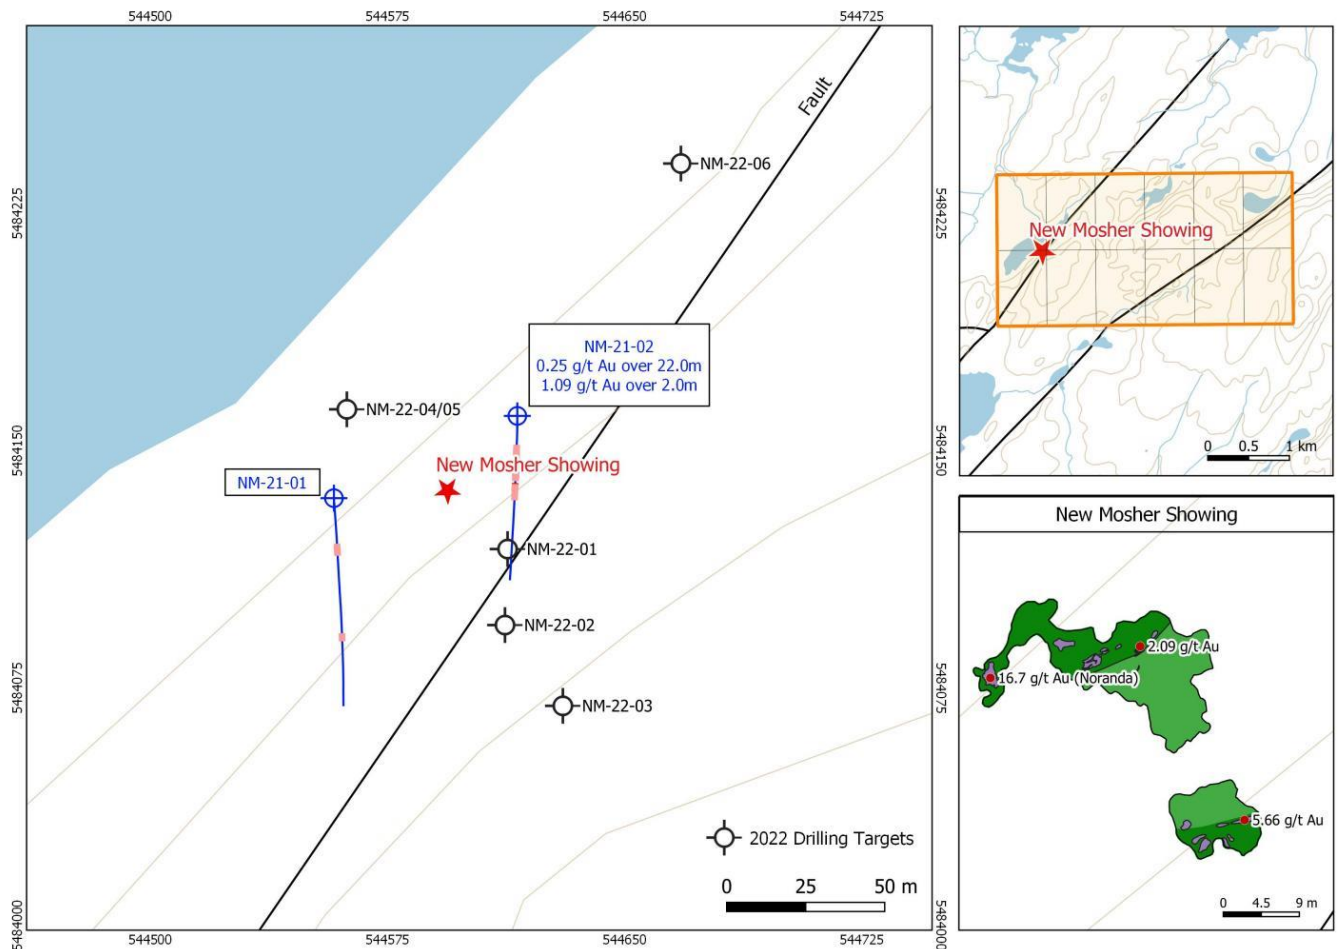 544500
544575
544650
544725
5484225
5484150
5484075
5484000
Fault
NM-22-06
NM-21-02
0.25 g/t Au over 22.0m
1.09 g/t Au over 2.0m
NM-22-04/05
New Mosher Showing
NM-21-01
NM-22-01
NM-22-02
NM-22-03
2022 Drilling Targets
0 25 50 m
5484225
5484150
5484075
5484000
544500
544575
544650
544725
New Mosher Showing
0 0.5 1 km
New Mosher Showing
2.09 g/t Au
16.7 g/t Au (Noranda)
5.66 g/t Au
0 4.5 9 m